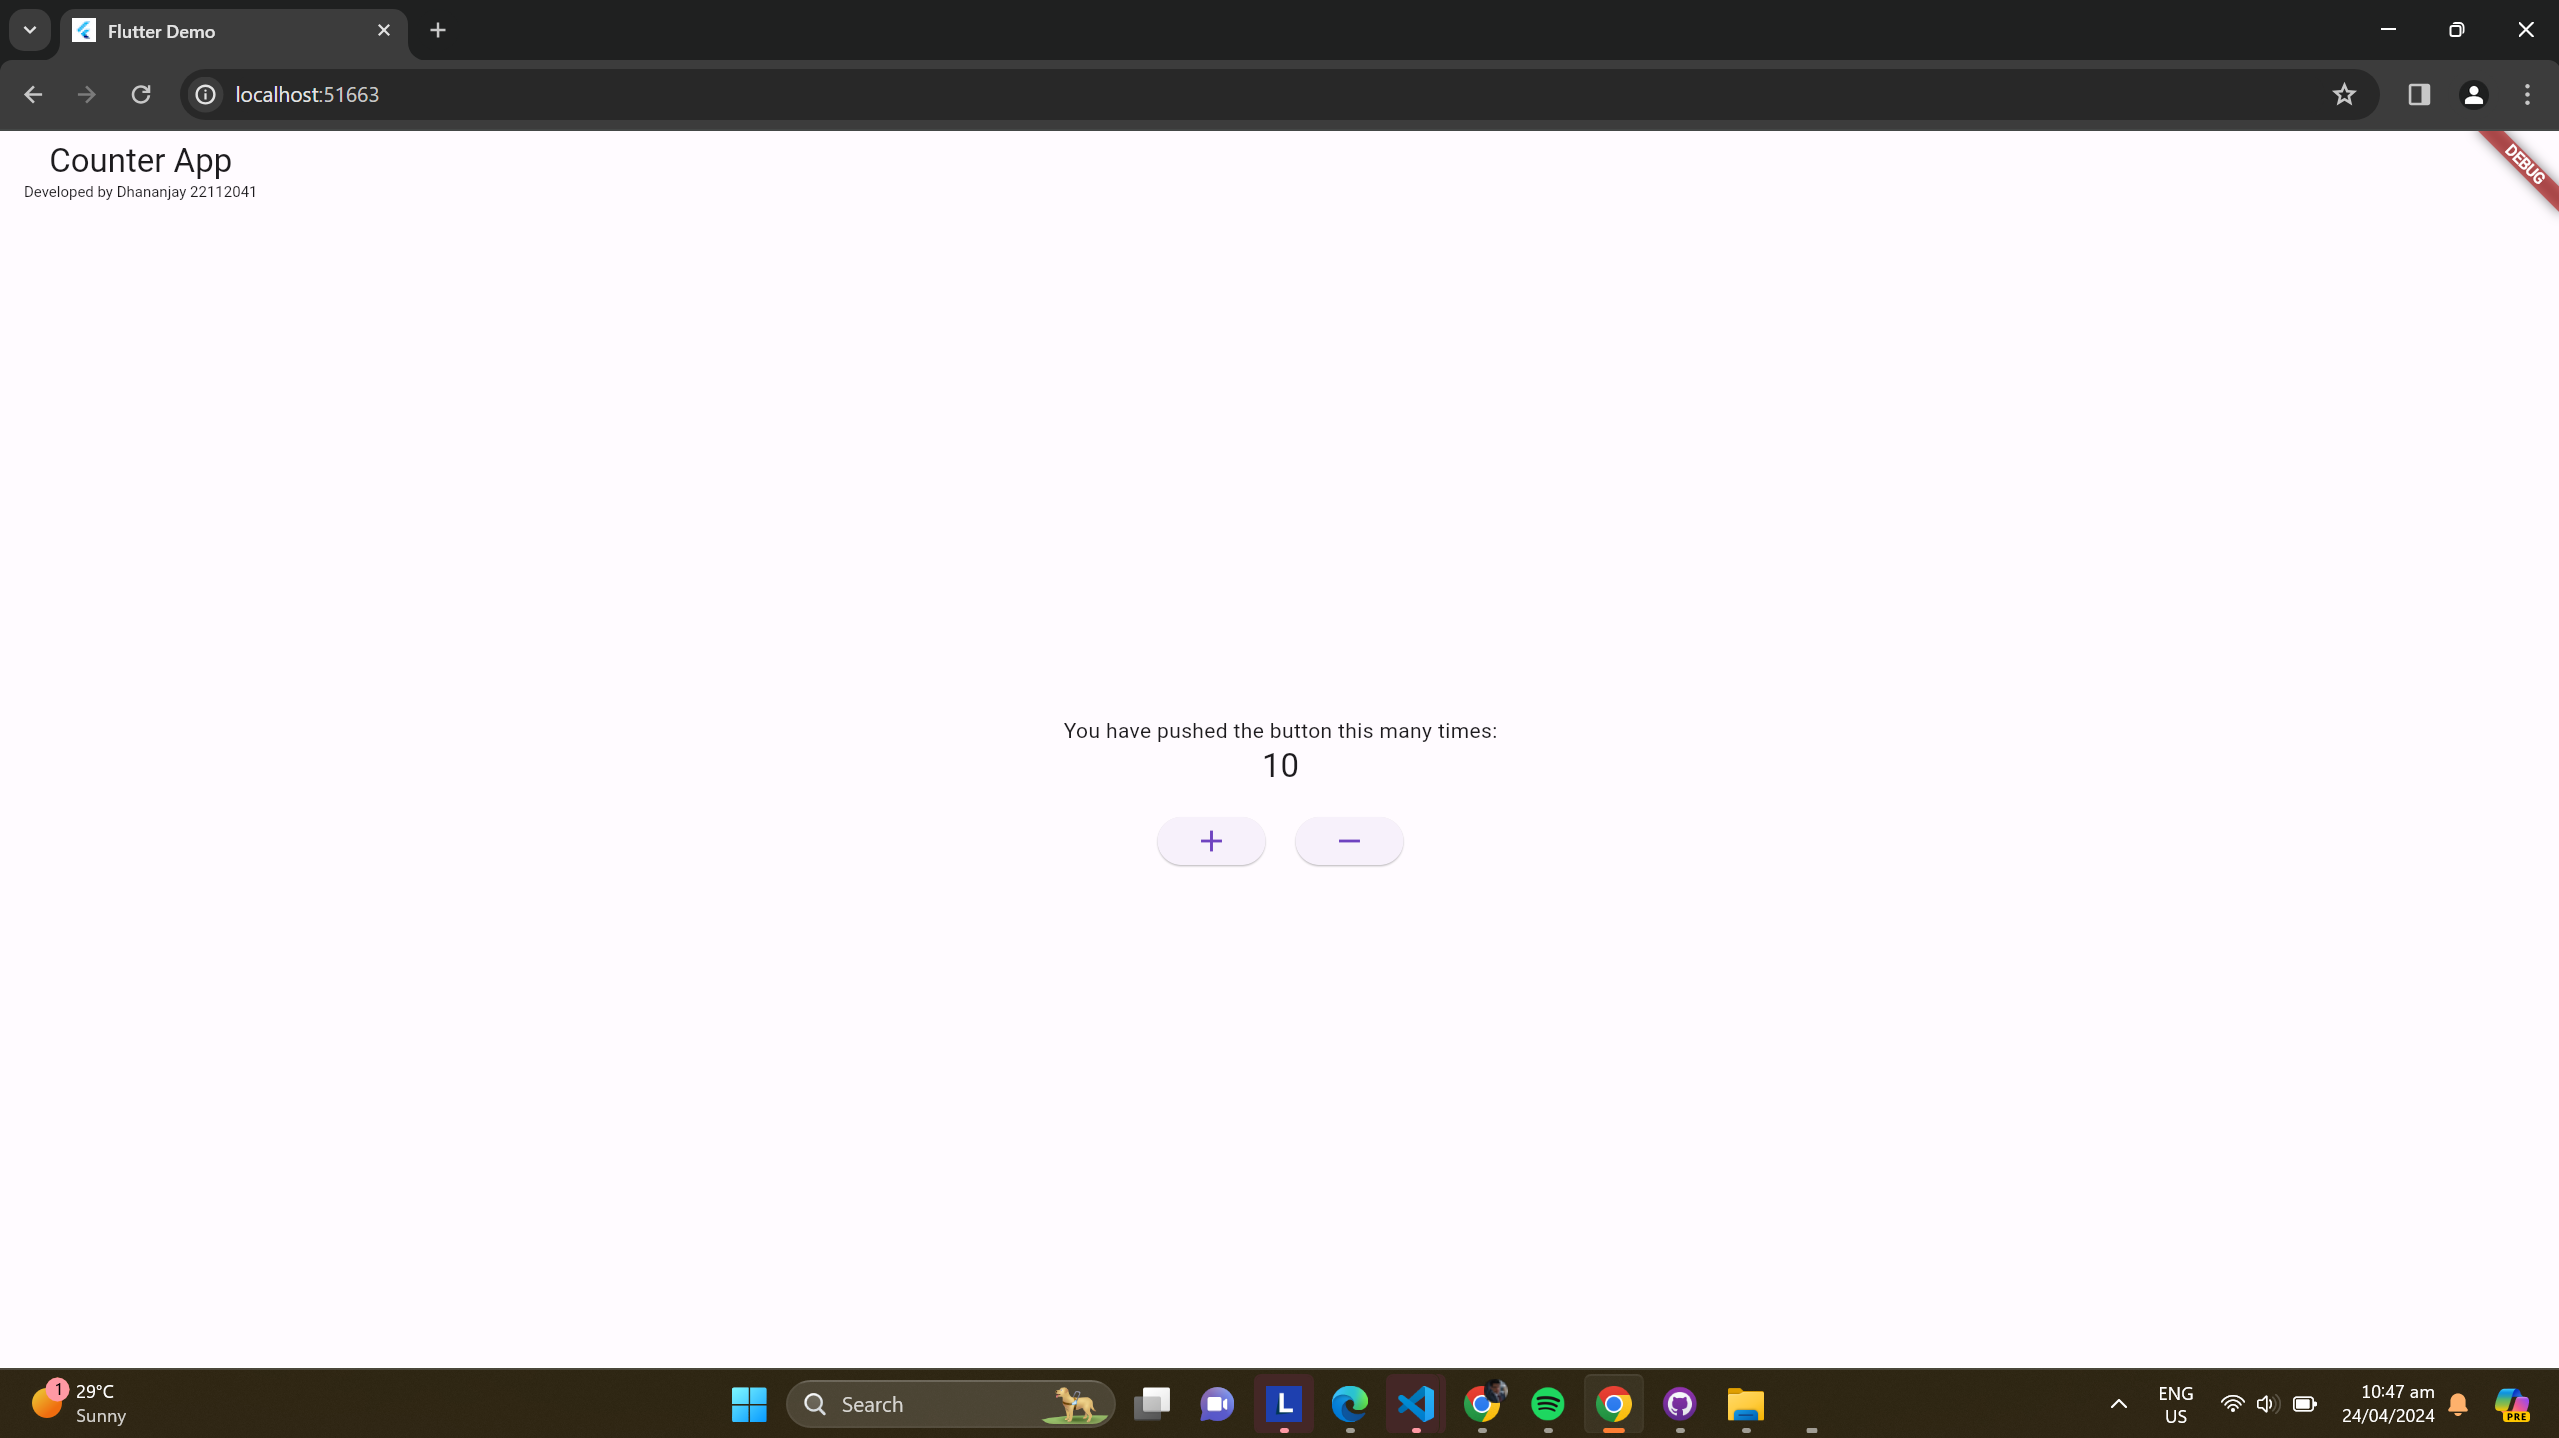 Flutter Demo
localhost:51663
Counter App
Developed by Dhananjay 22112041
DEBUG
You have pushed the button this many times:
10
1
29°C
Sunny
Search
L
ENG
US
10:47 am
24/04/2024
PRE